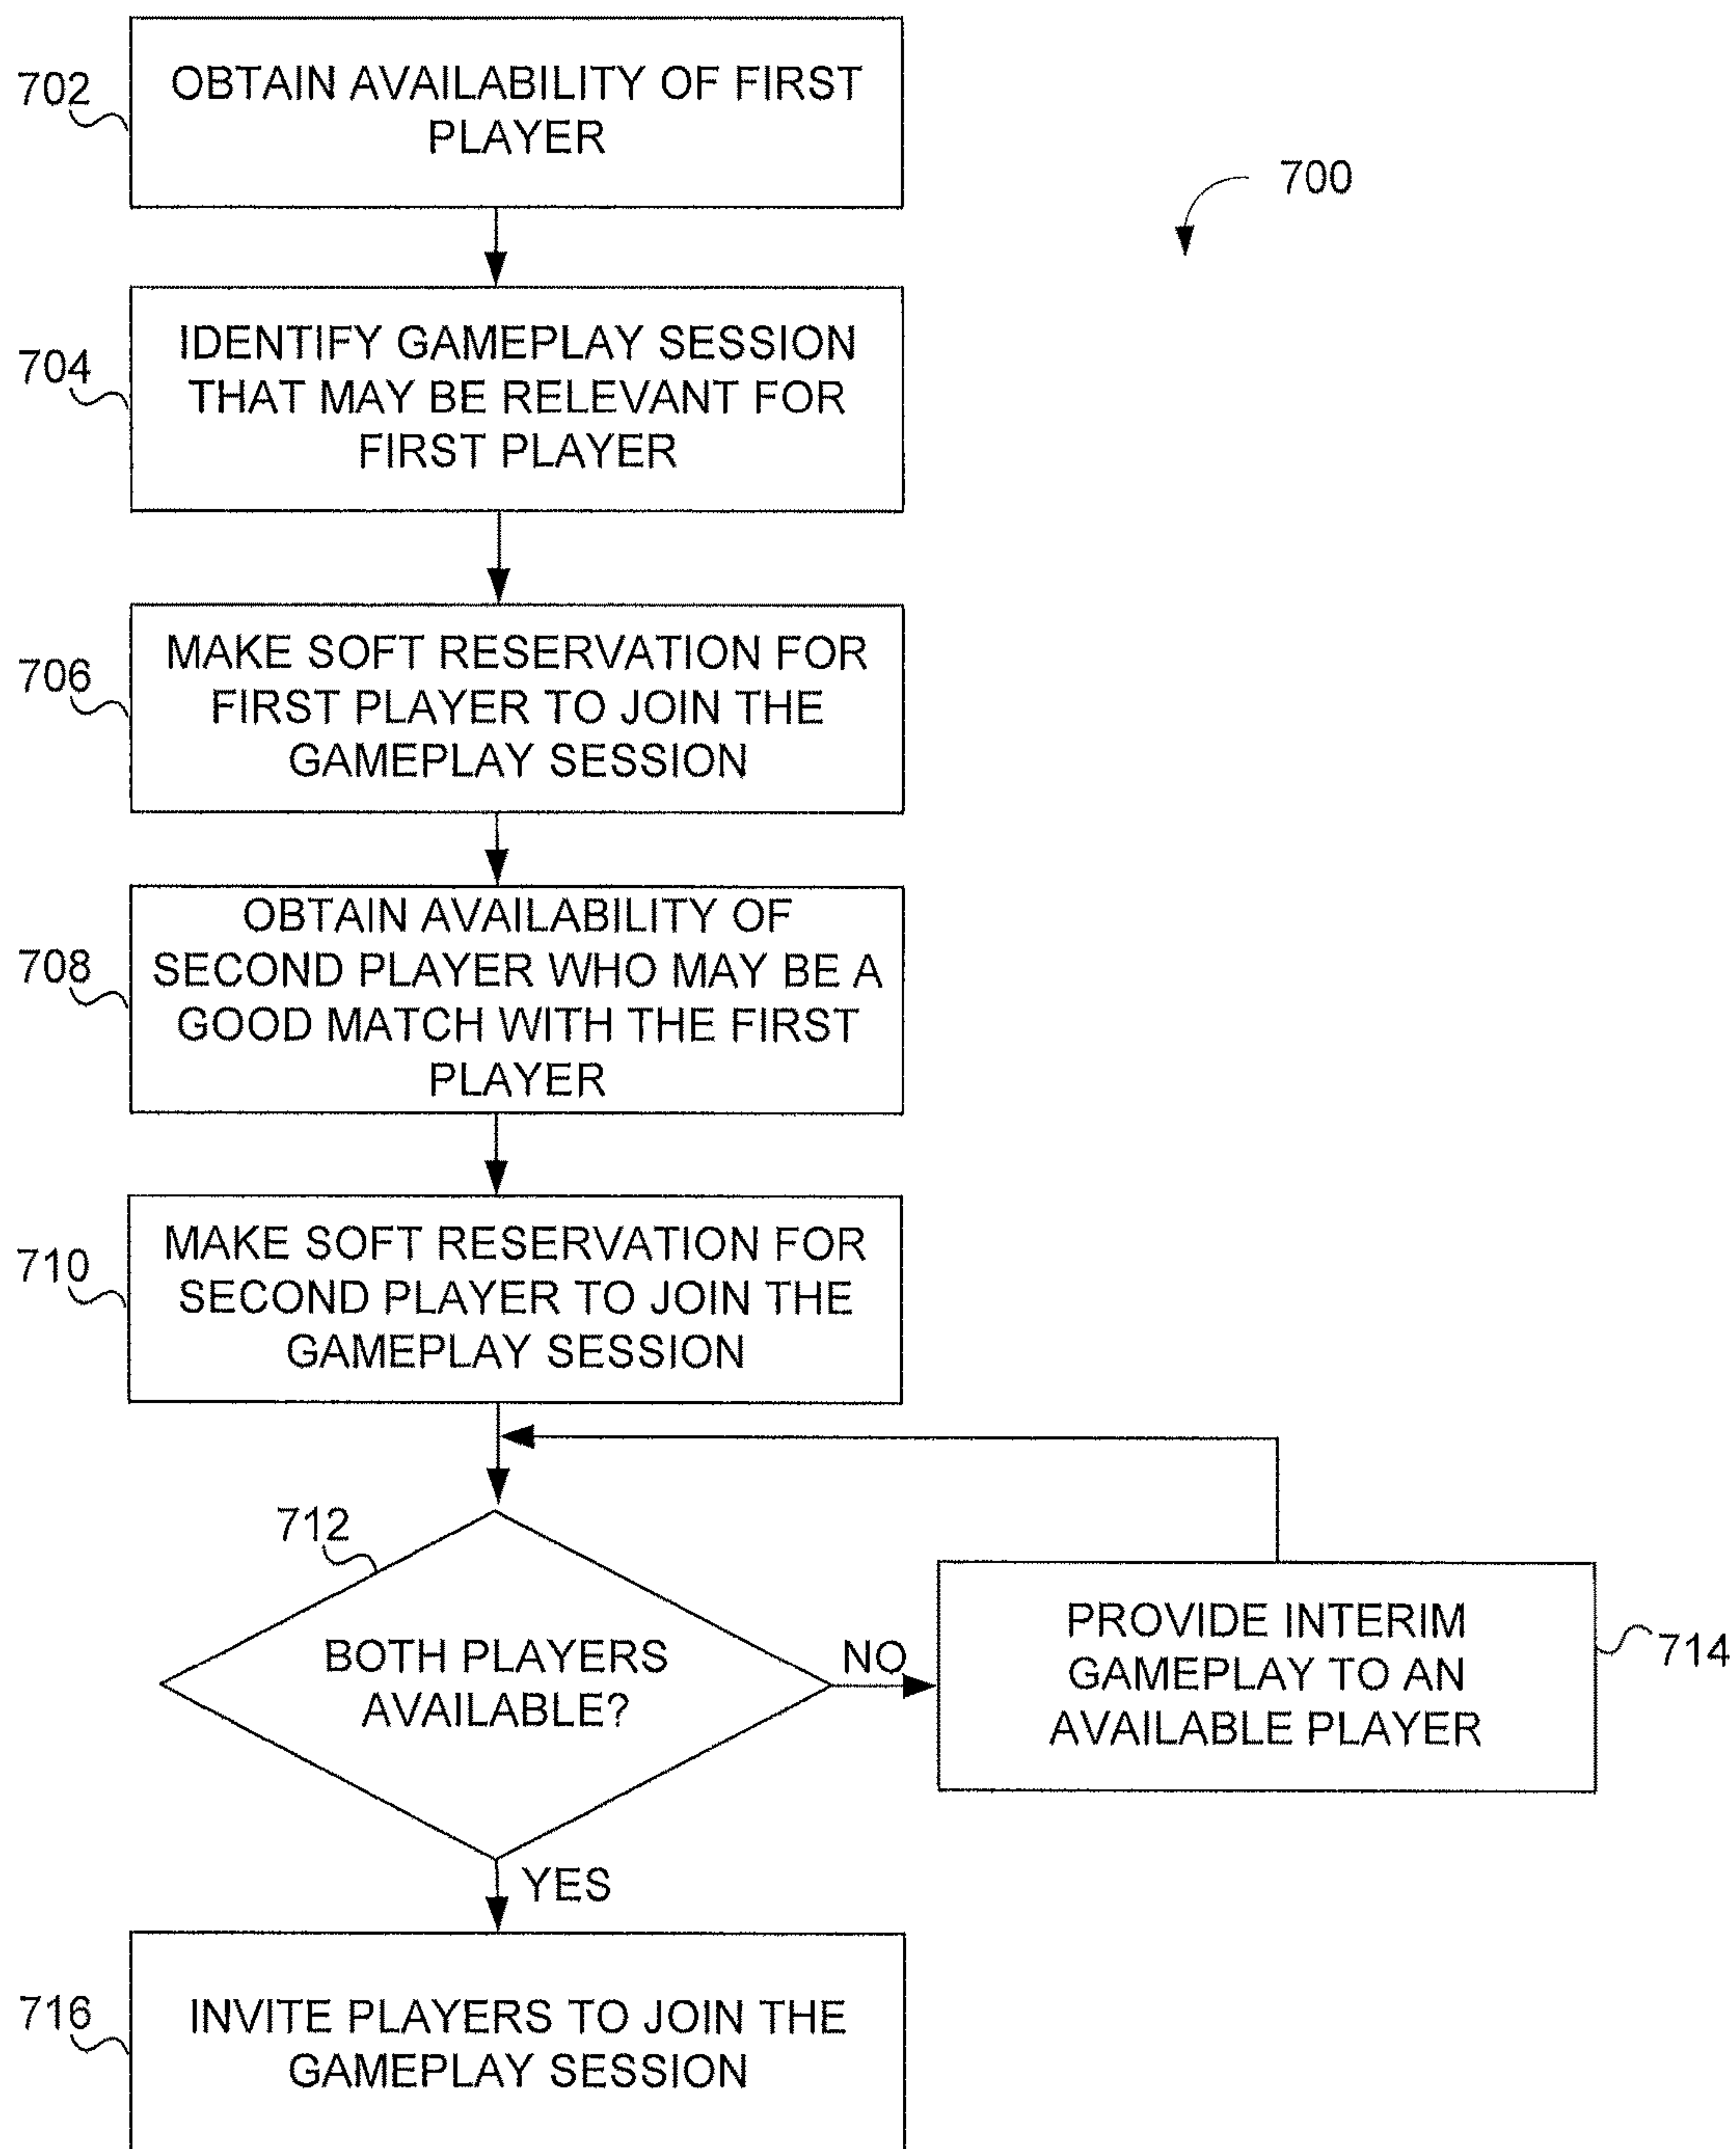 702
OBTAIN AVAILABILITY OF FIRST
PLAYER
700
704
IDENTIFY GAMEPLAY SESSION
THAT MAY BE RELEVANT FOR
FIRST PLAYER
706
MAKE SOFT RESERVATION FOR
FIRST PLAYER TO JOIN THE
GAMEPLAY SESSION
708
OBTAIN AVAILABILITY OF
SECOND PLAYER WHO MAY BE A
GOOD MATCH WITH THE FIRST
PLAYER
710
MAKE SOFT RESERVATION FOR
SECOND PLAYER TO JOIN THE
GAMEPLAY SESSION
712
BOTH PLAYERS
AVAILABLE?
NO
PROVIDE INTERIM
GAMEPLAY TO AN
AVAILABLE PLAYER
714
YES
716
INVITE PLAYERS TO JOIN THE
GAMEPLAY SESSION